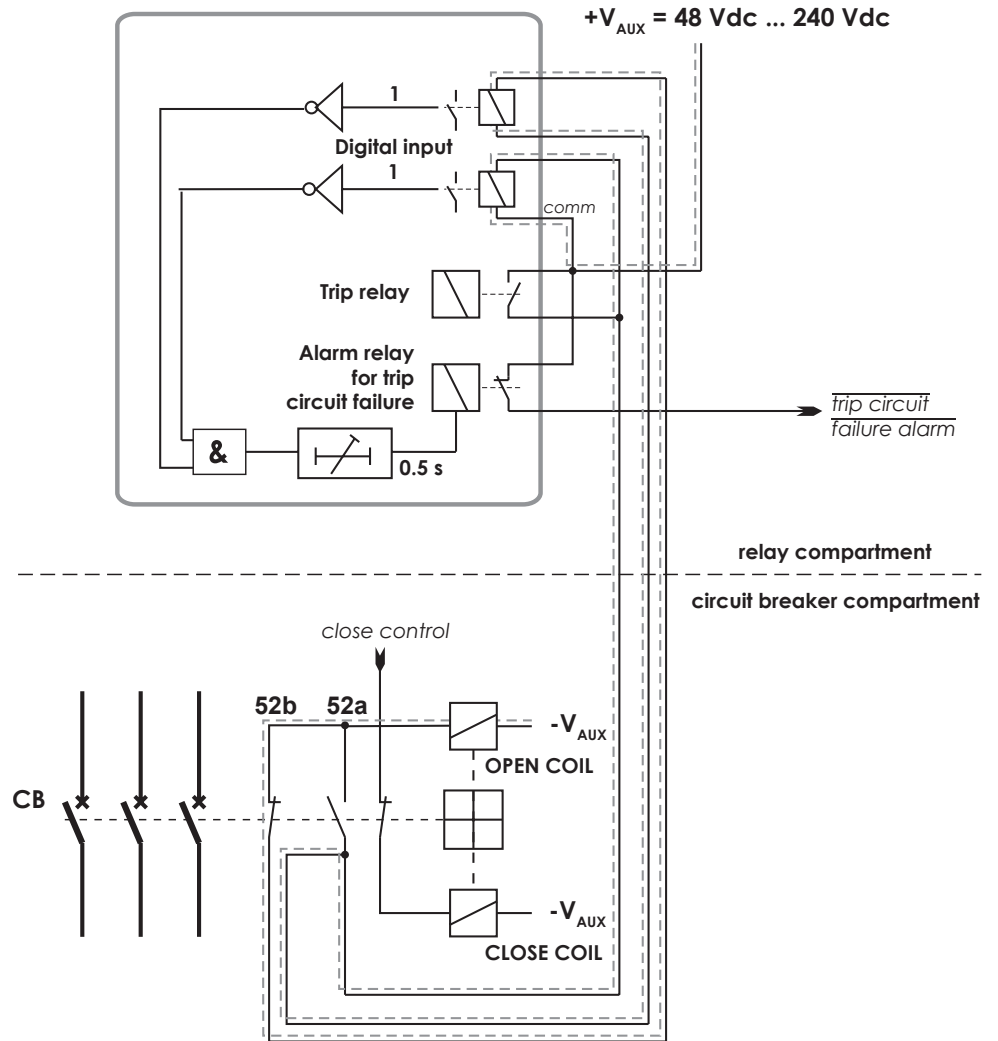 +VAUX = 48 Vdc ... 240 Vdc
1
Digital input
1
comm
Trip relay
Alarm relay
for trip
circuit failure
trip circuit
failure alarm
&
0.5 s
relay compartment
circuit breaker compartment
close control
52b
52a
-VAUX
OPEN COIL
CB
-VAUX
CLOSE COIL